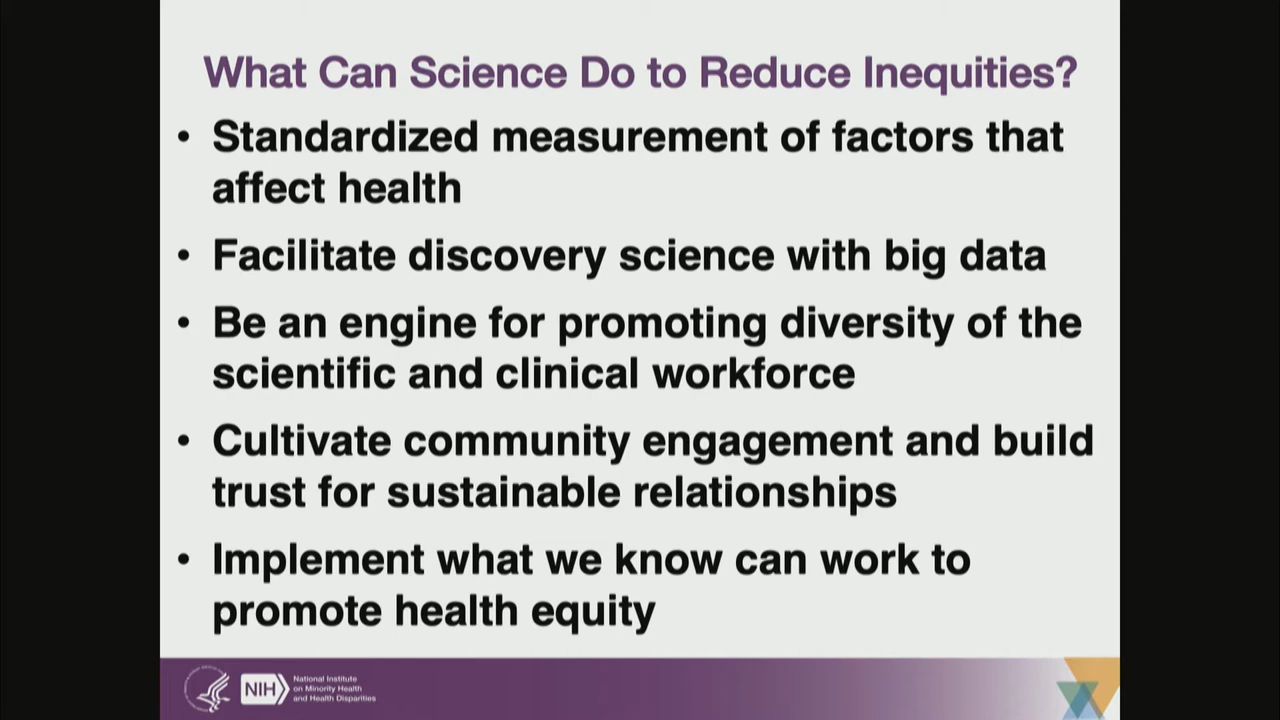 What Can Science Do to Reduce Inequities?
• Standardized measurement of factors that
affect health
• Facilitate discovery science with big data
• Be an engine for promoting diversity of the
scientific and clinical workforce
• Cultivate community engagement and build
trust for sustainable relationships
• Implement what we know can work to
promote health equity
NIH
National Institute
on Minority Health
and Health Disparities